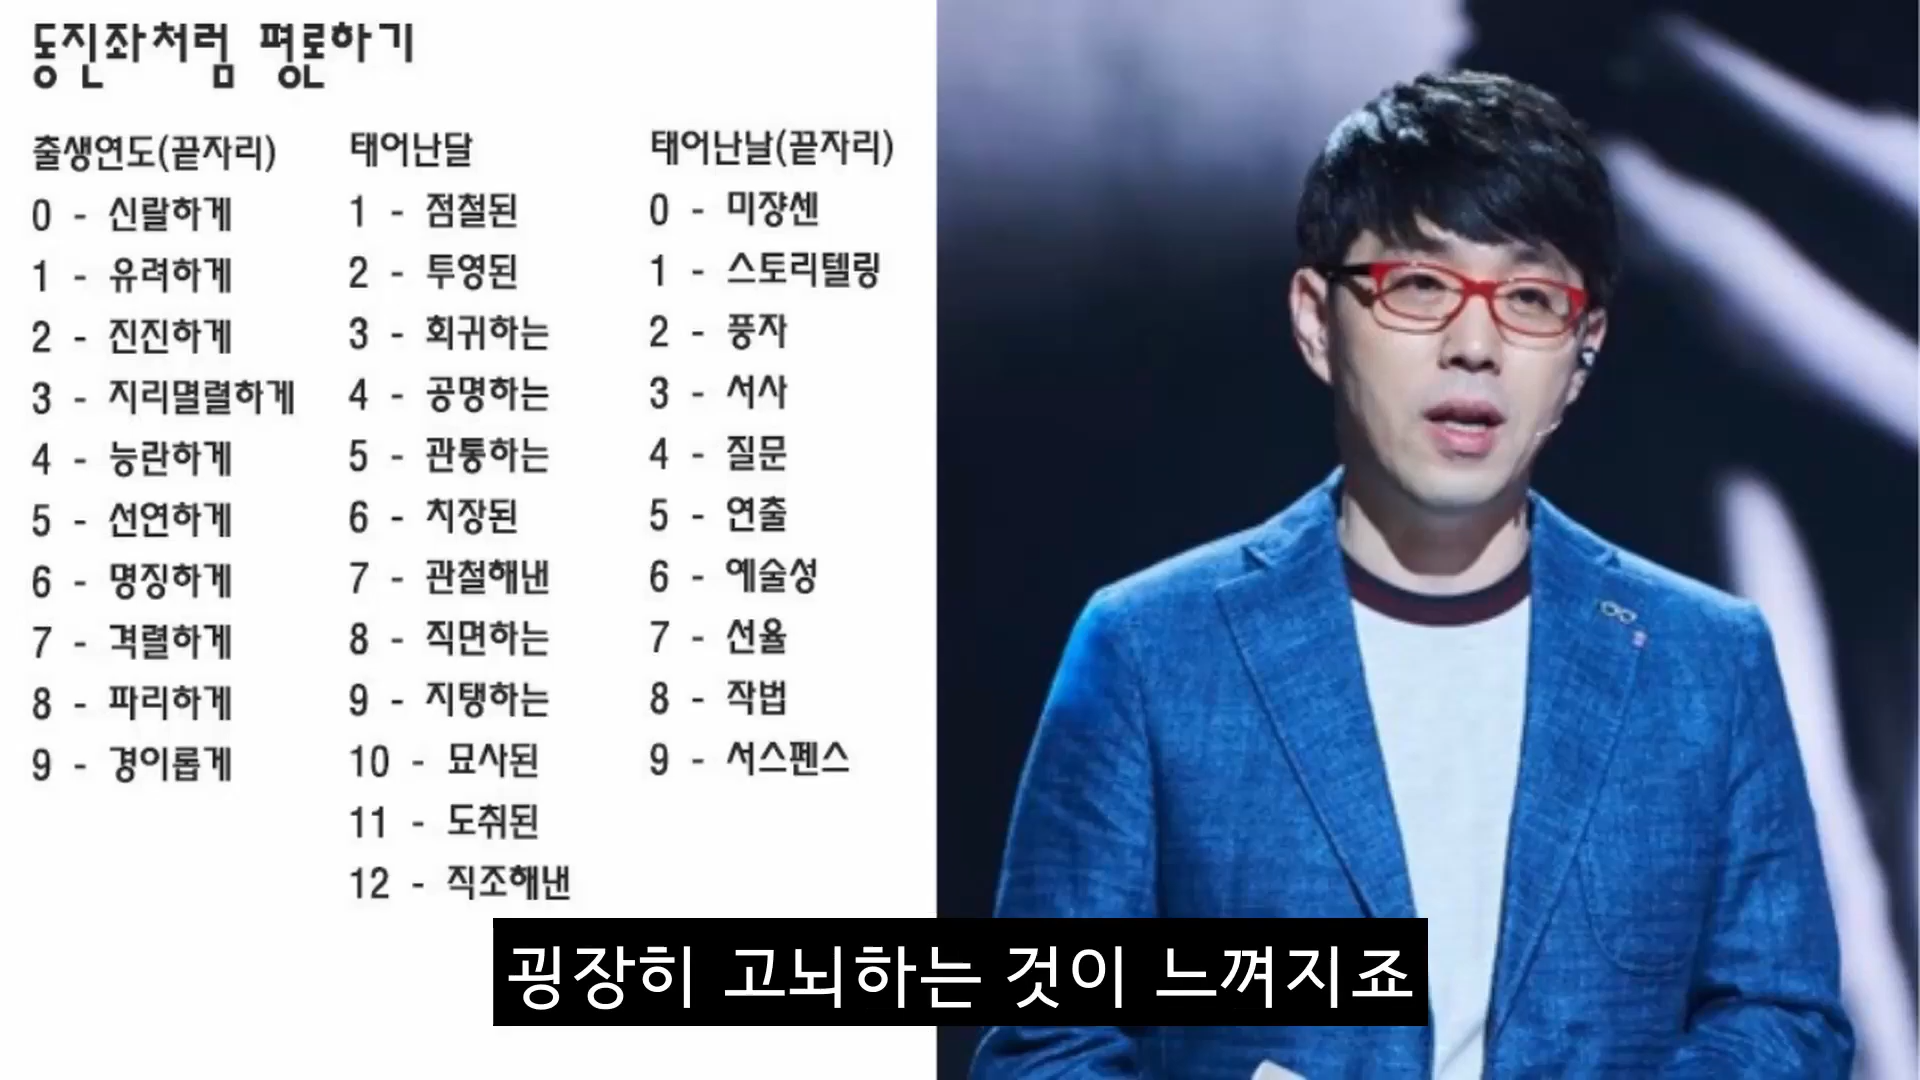 동진좌처럼 평론하기
출생연도(끝자리)
0 - 신랄하게
1 - 유려하게
2 - 진진하게
3 - 지리멸렬하게
4 - 능란하게
5 - 선연하게
6 - 명징하게
7 - 격렬하게
8 - 파리하게
9 - 경이롭게
태어난달
1 - 점철된
2 - 투영된
3 - 회귀하는
4 - 공명하는
5 - 관통하는
6 - 치장된
7 - 관철해낸
8 - 직면하는
9 - 지탱하는
10 - 묘사된
11 - 도취된
12 - 직조해낸
태어난날(끝자리)
0 - 미쟝센
1 - 스토리텔링
2 - 풍자
3 - 서사
4 - 질문
5 - 연출
6 - 예술성
7 - 선율
8 - 작법
9 - 서스펜스
굉장히 고뇌하는 것이 느껴지죠